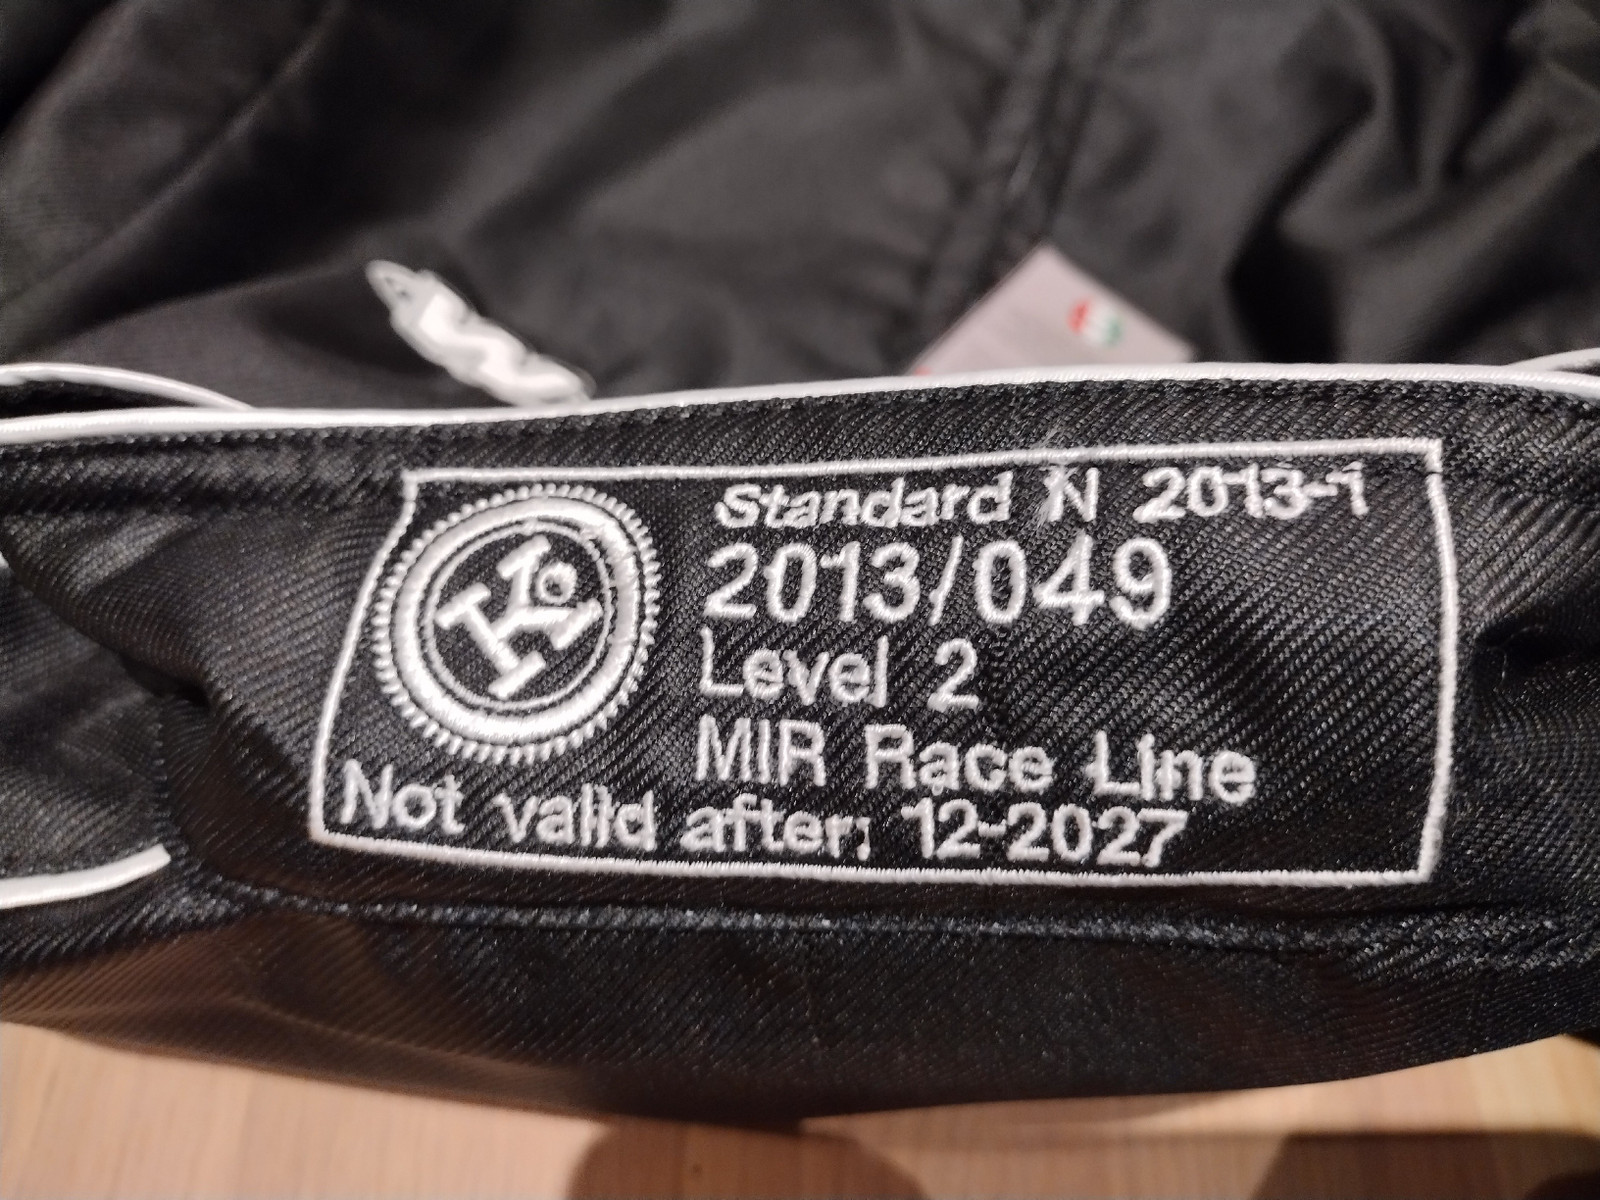 Standard N 2013-1
2013/049
Level 2
MIR Race Line
Not valid after: 12-2027